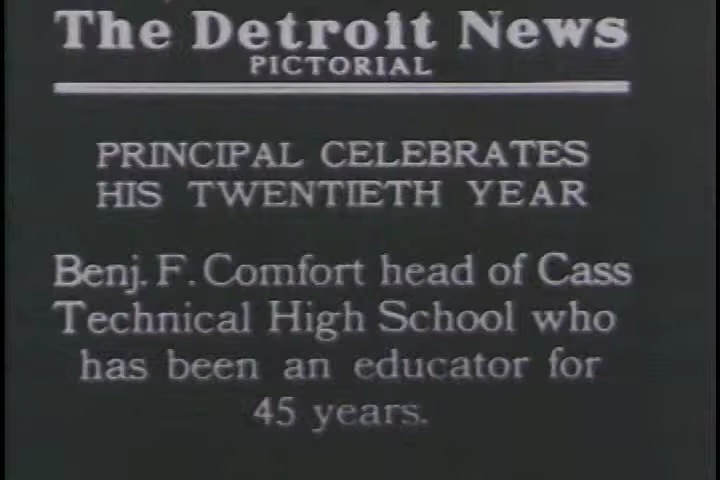 The Detroit News
PICTORIAL
PRINCIPAL CELEBRATES
HIS TWENTIETH YEAR
Benj. F. Comfort head of Cass
Technical High School who
has been an educator for
45 years.